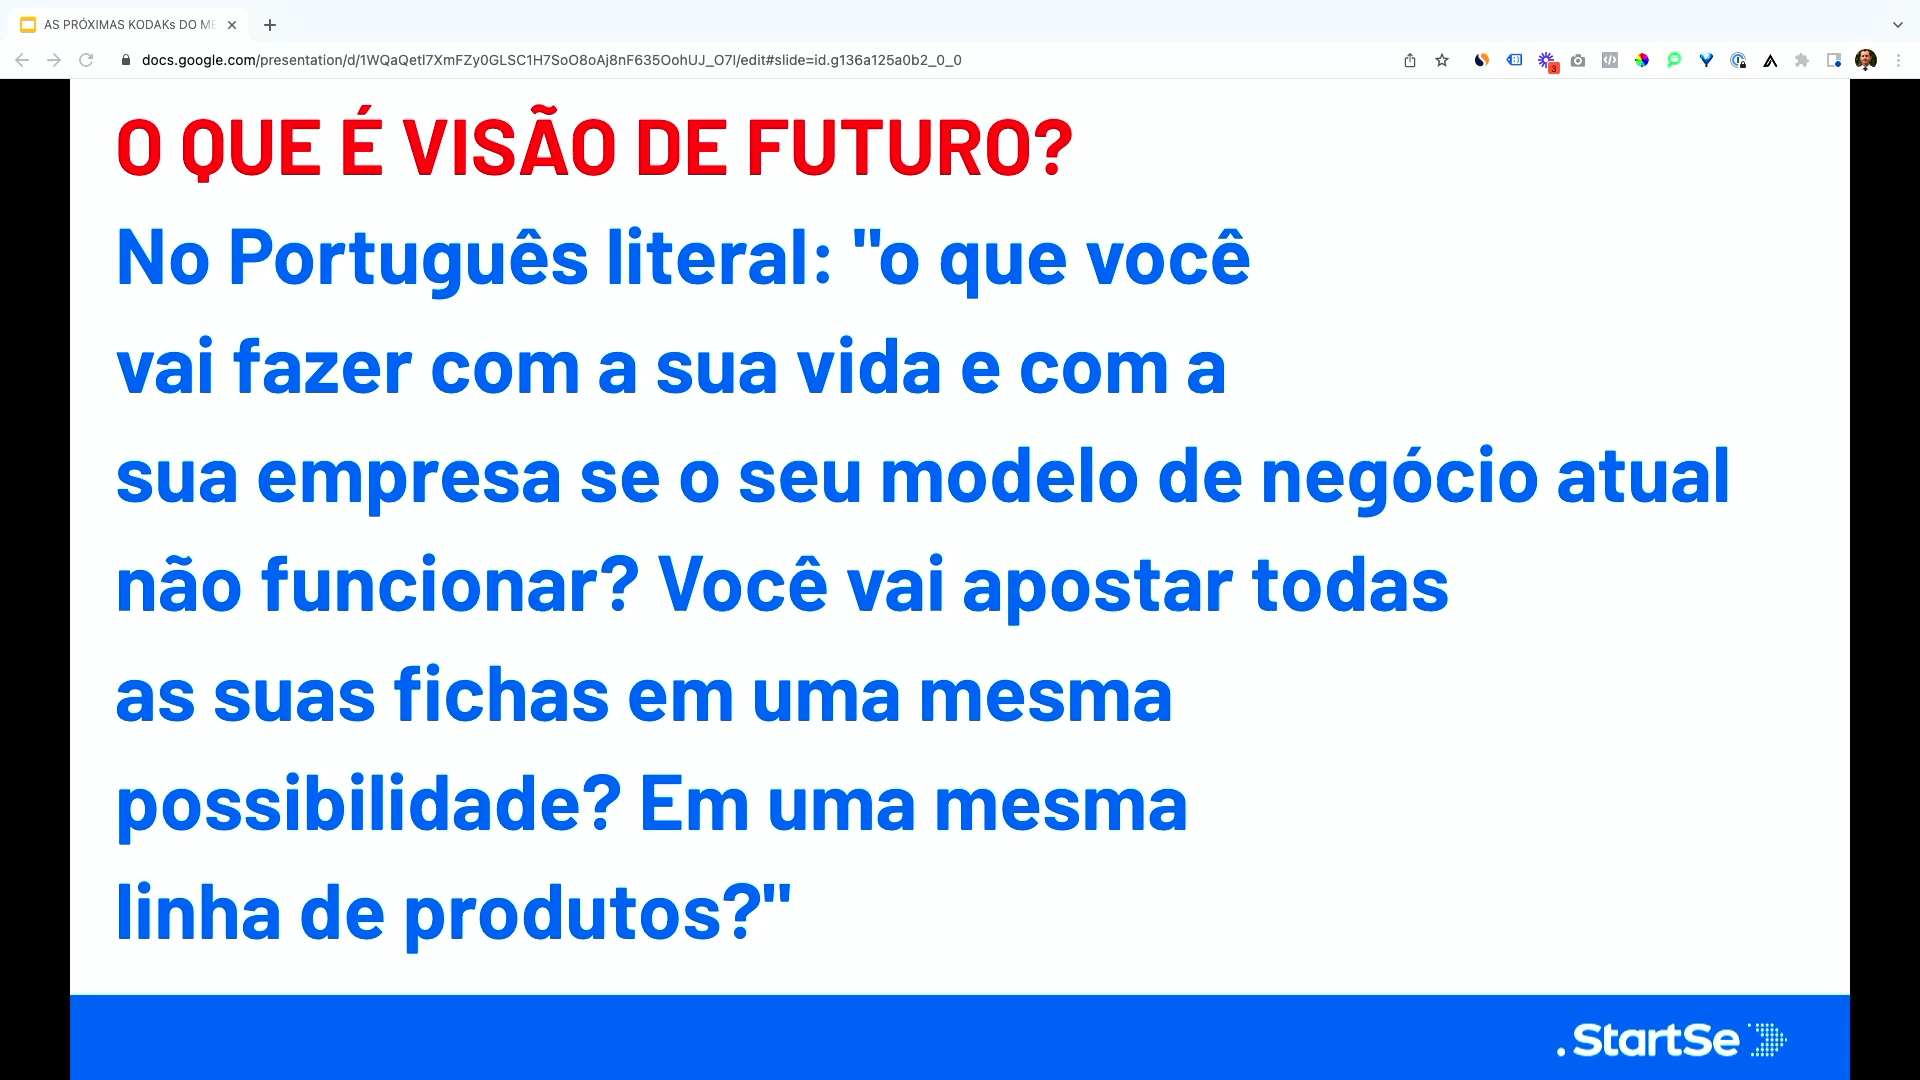 AS PRÓXIMAS KODAKs DO ME
docs.google.com/presentation/d/1WQaQetl7XmFZy0GLSC1H7SoO8oAj8nF635OohUJ_O7I/edit#slide=id.g136a125a0b2_0_0
3
O QUE É VISÃO DE FUTURO?
No Português literal: "o que você
vai fazer com a sua vida e com a
sua empresa se o seu modelo de negócio atual
não funcionar? Você vai apostar todas
as suas fichas em uma mesma
possibilidade? Em uma mesma
linha de produtos?"
.StartSe